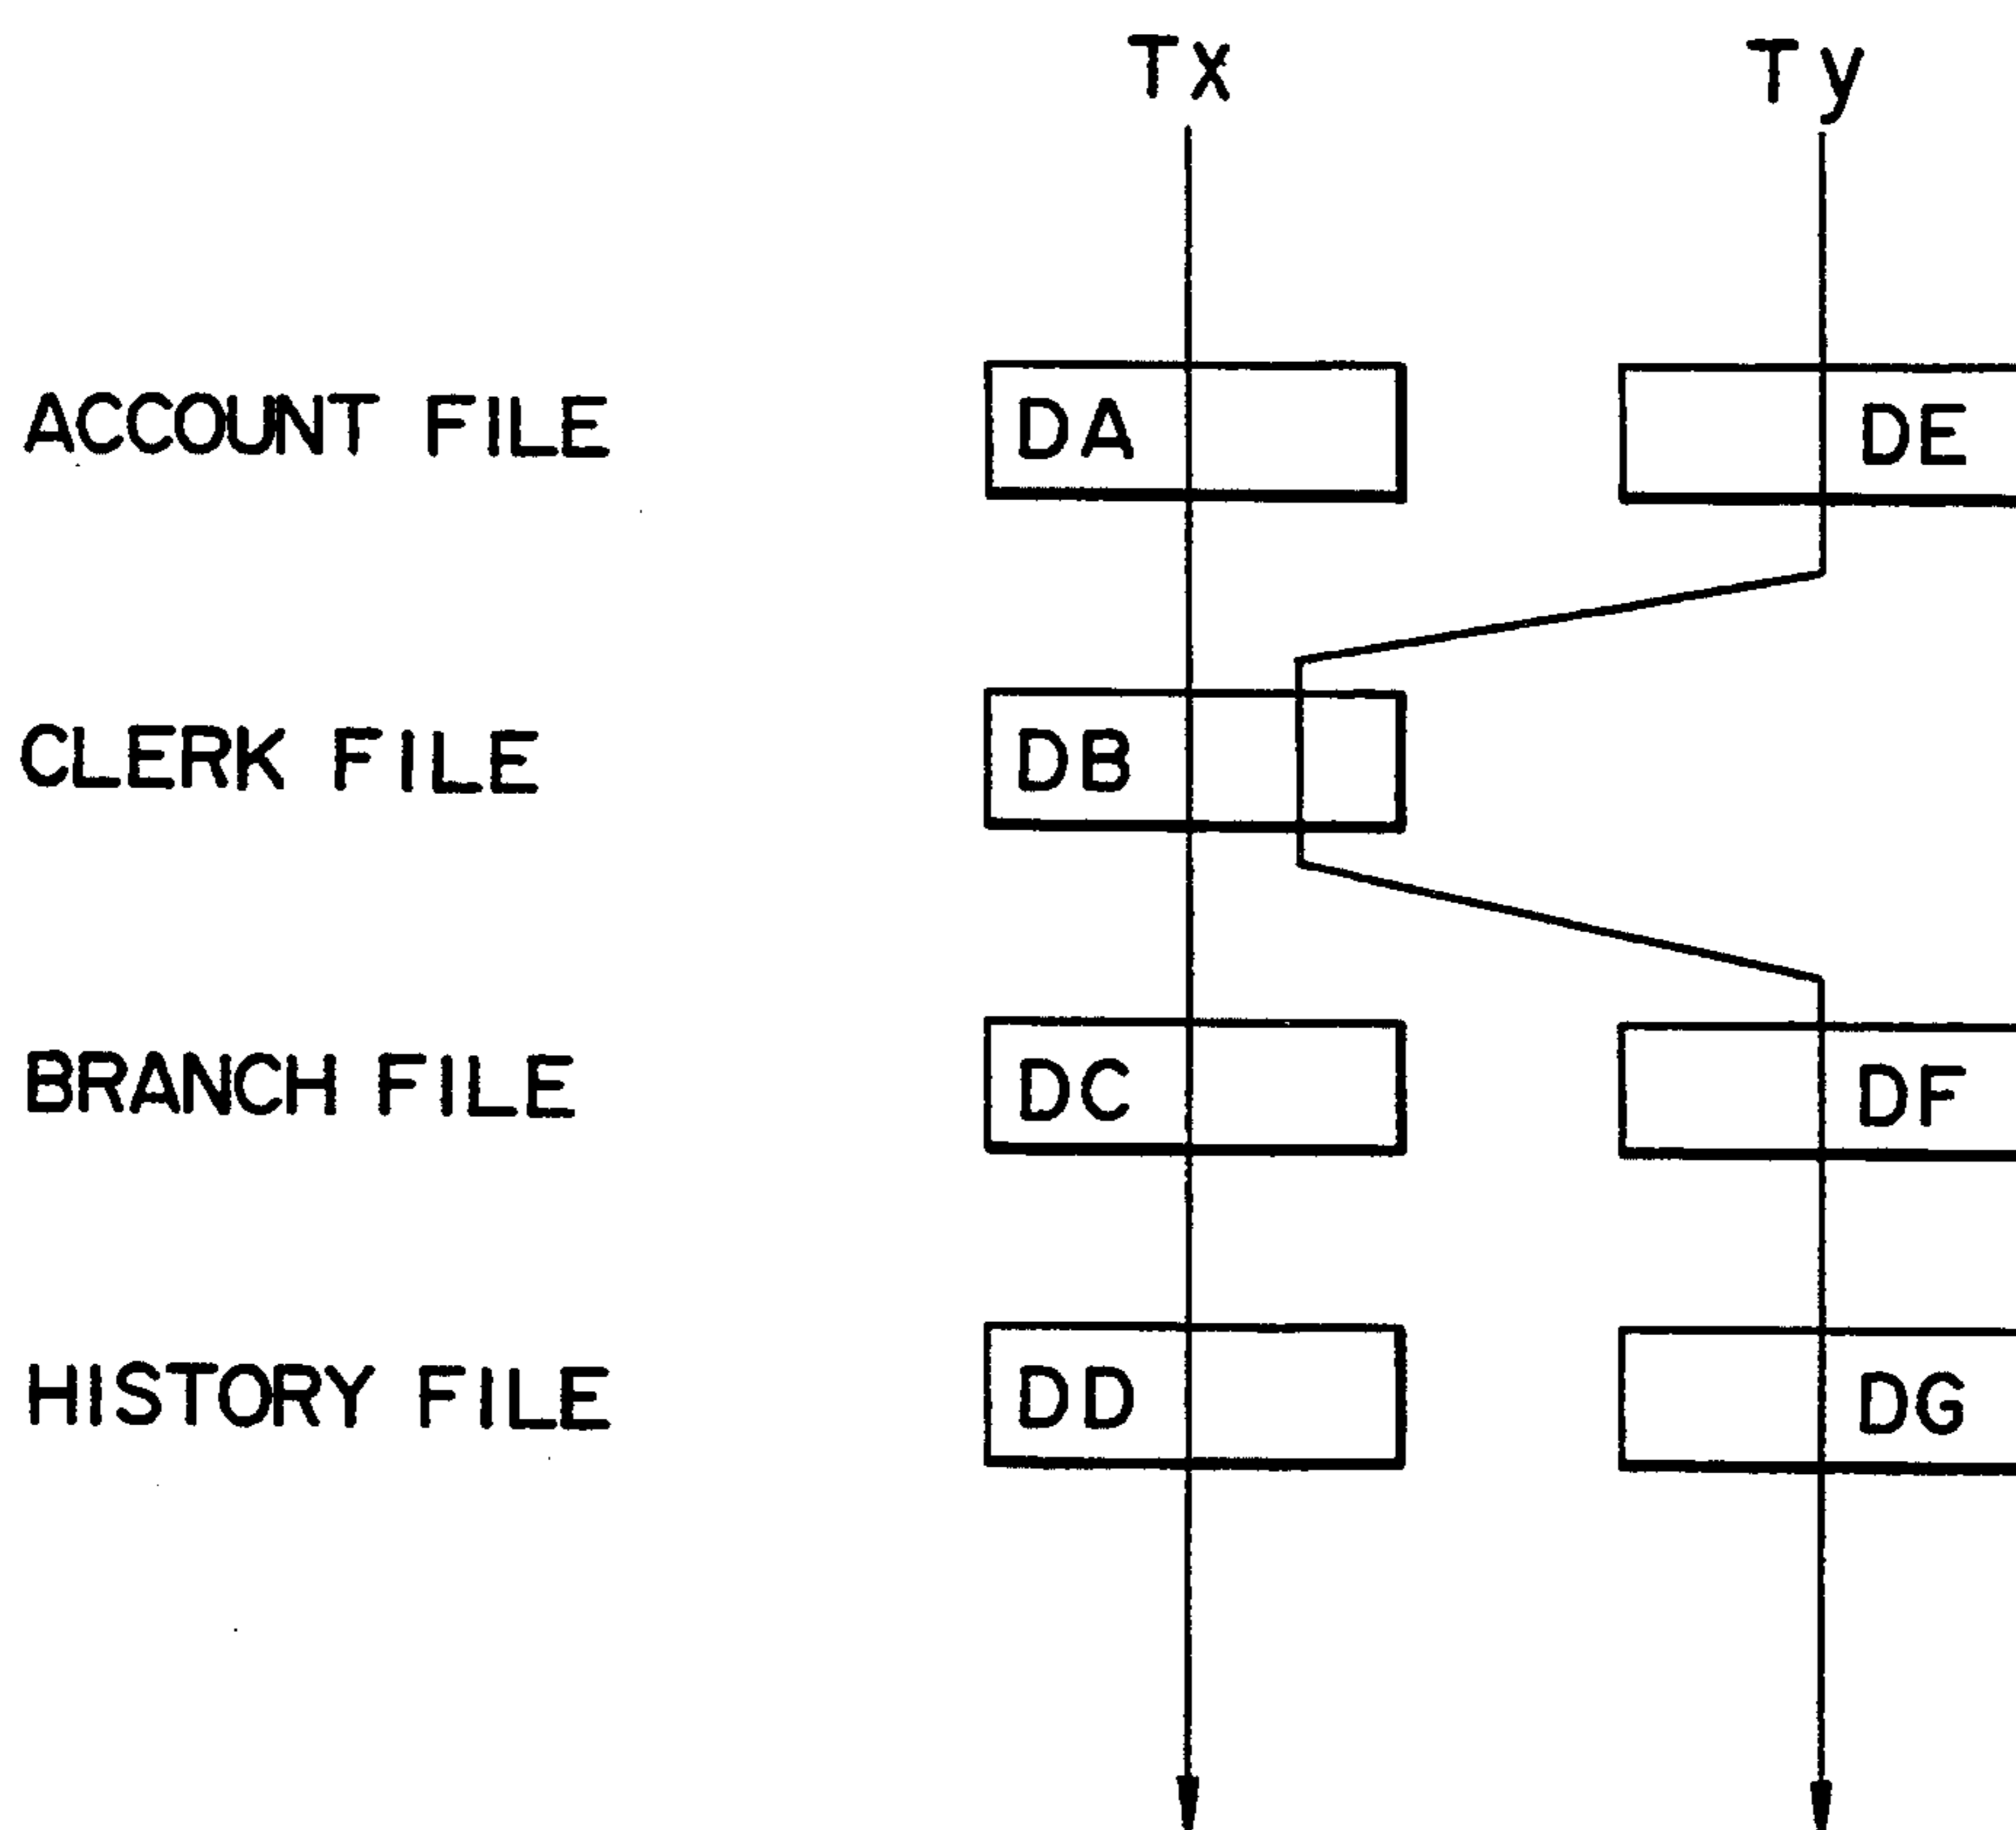 Tx Ty
ACCOUNT FILE DA DE
CLERK FILE DB
BRANCH FILE DC DF
HISTORY FILE DD DG